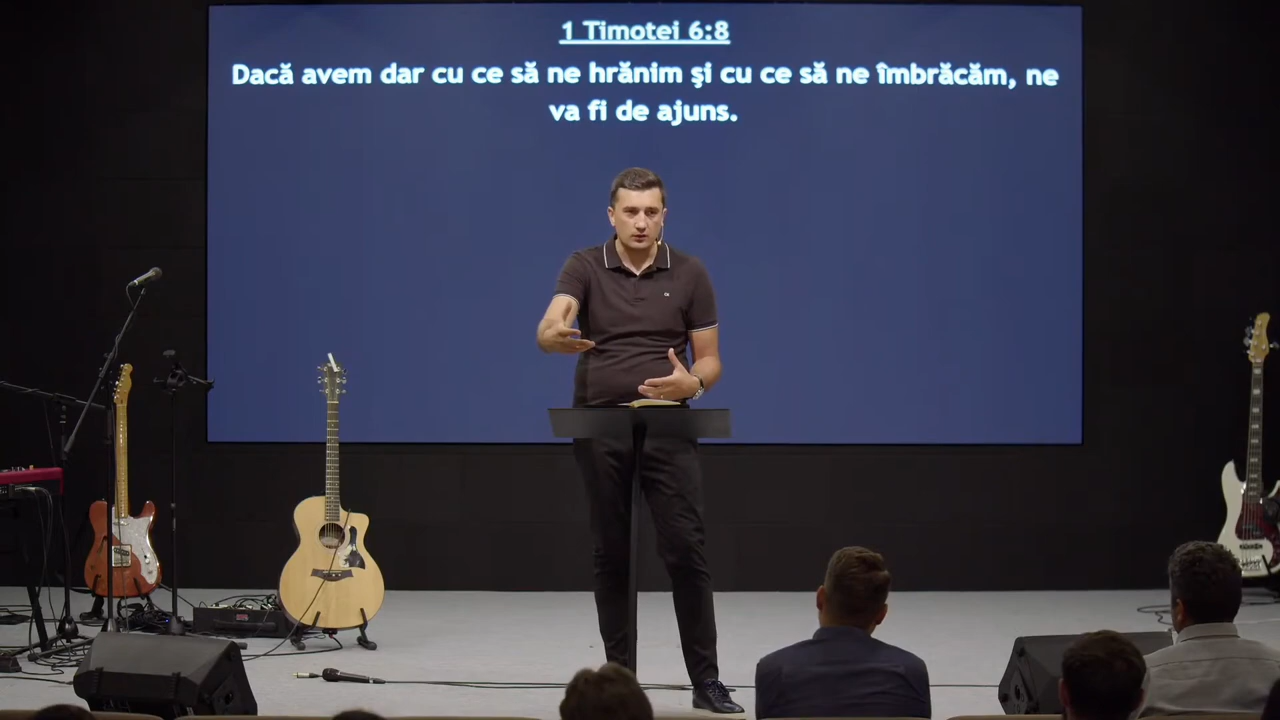 1 Timotei 6:8
Dacă avem dar cu ce să ne hrănim şi cu ce să ne îmbrăcăm, ne
va fi de ajuns.